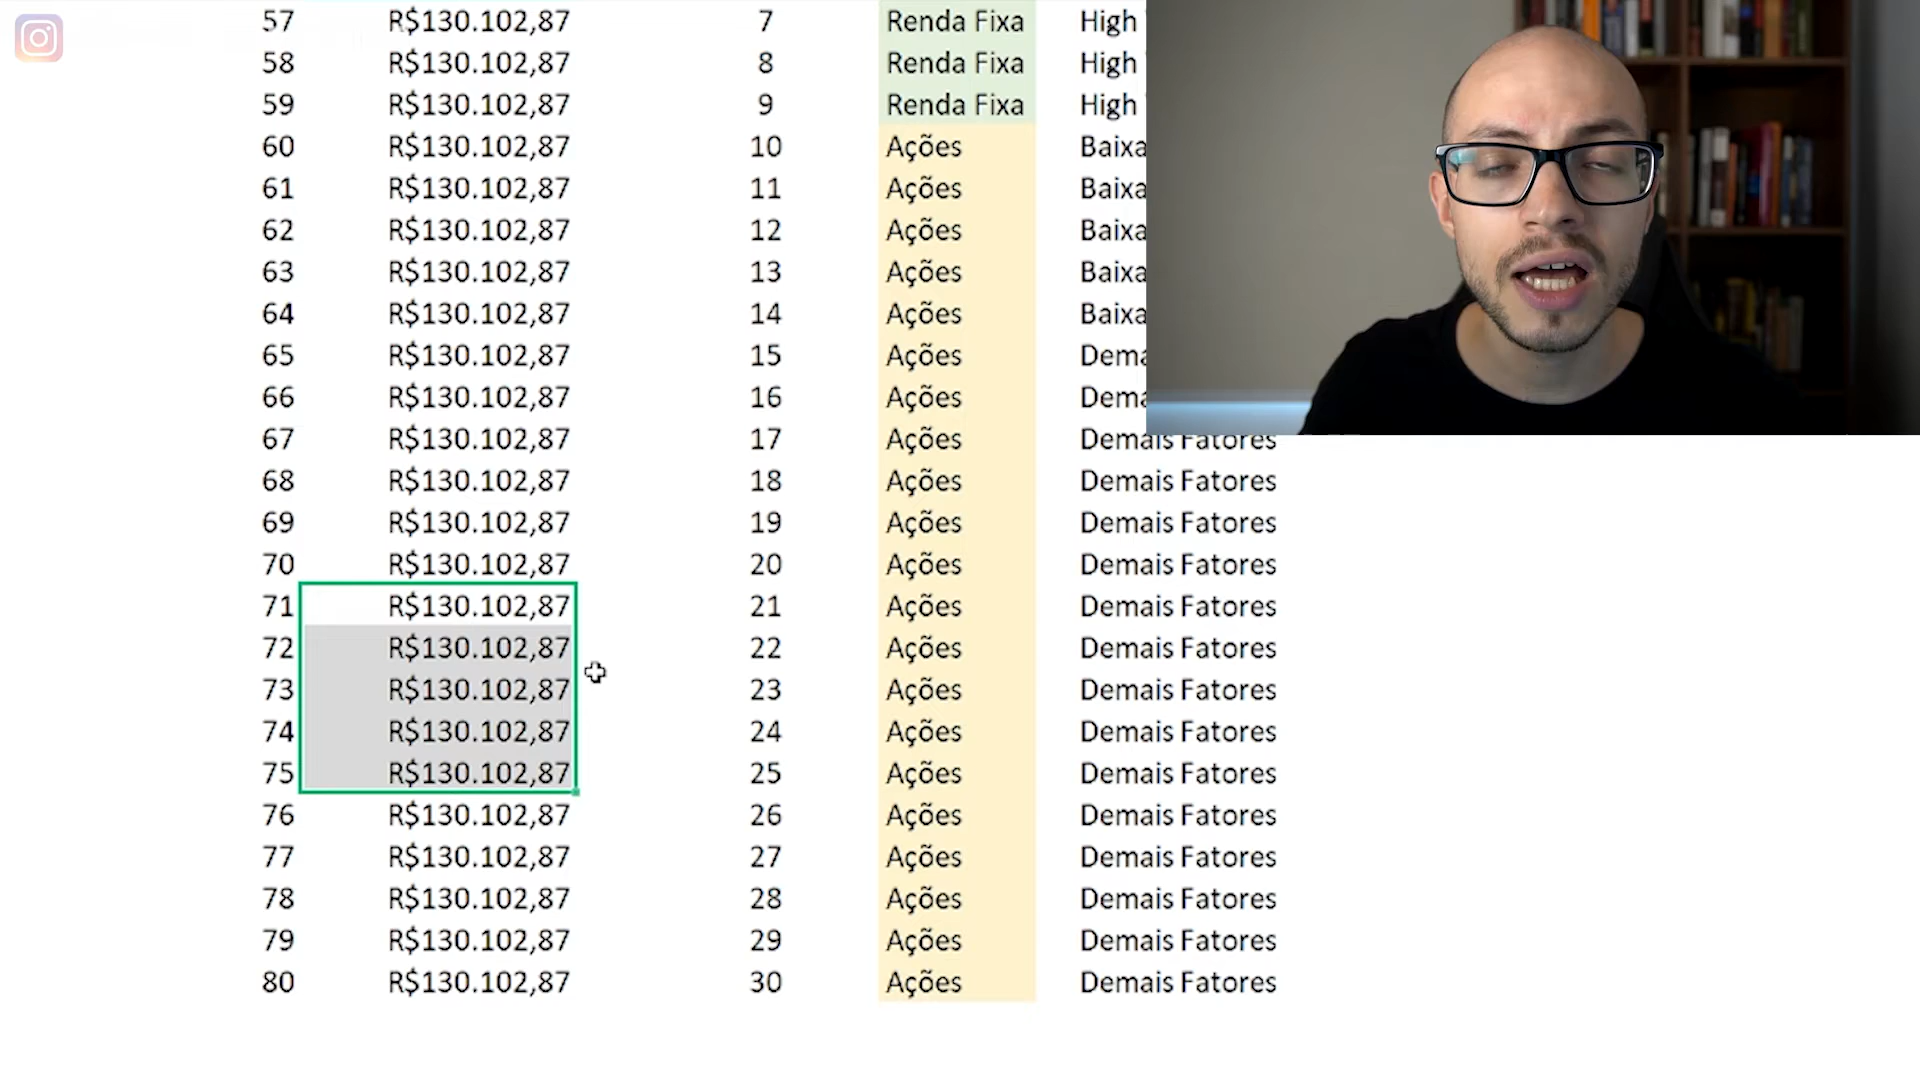 57 R$130.102,87 7 Renda Fixa High
58 R$130.102,87 8 Renda Fixa High
59 R$130.102,87 9 Renda Fixa High
60 R$130.102,87 10 Ações Baixa
61 R$130.102,87 11 Ações Baixa
62 R$130.102,87 12 Ações Baixa
63 R$130.102,87 13 Ações Baixa
64 R$130.102,87 14 Ações Baixa
65 R$130.102,87 15 Ações Dema
66 R$130.102,87 16 Ações Dema
67 R$130.102,87 17 Ações Demais Fatores
68 R$130.102,87 18 Ações Demais Fatores
69 R$130.102,87 19 Ações Demais Fatores
70 R$130.102,87 20 Ações Demais Fatores
71 R$130.102,87 21 Ações Demais Fatores
72 R$130.102,87 22 Ações Demais Fatores
73 R$130.102,87 23 Ações Demais Fatores
74 R$130.102,87 24 Ações Demais Fatores
75 R$130.102,87 25 Ações Demais Fatores
76 R$130.102,87 26 Ações Demais Fatores
77 R$130.102,87 27 Ações Demais Fatores
78 R$130.102,87 28 Ações Demais Fatores
79 R$130.102,87 29 Ações Demais Fatores
80 R$130.102,87 30 Ações Demais Fatores